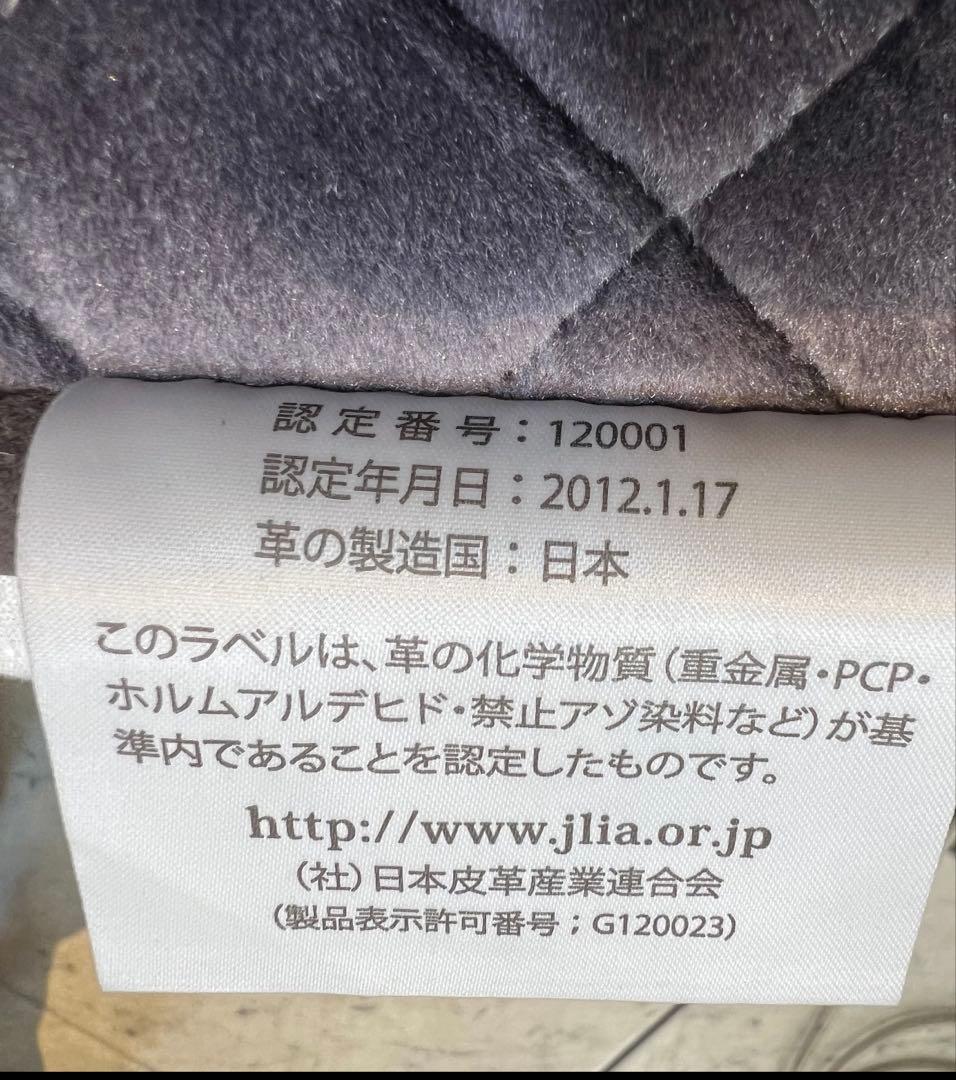 認定番号：120001
認定年月日：2012.1.17
革の製造国：日本
このラベルは、革の化学物質（重金属・PCP・
ホルムアルデヒド・禁止アゾ染料など）が基
準内であることを認定したものです。
http://www.jlia.or.jp
（社）日本皮革産業連合会
（製品表示許可番号；G120023）